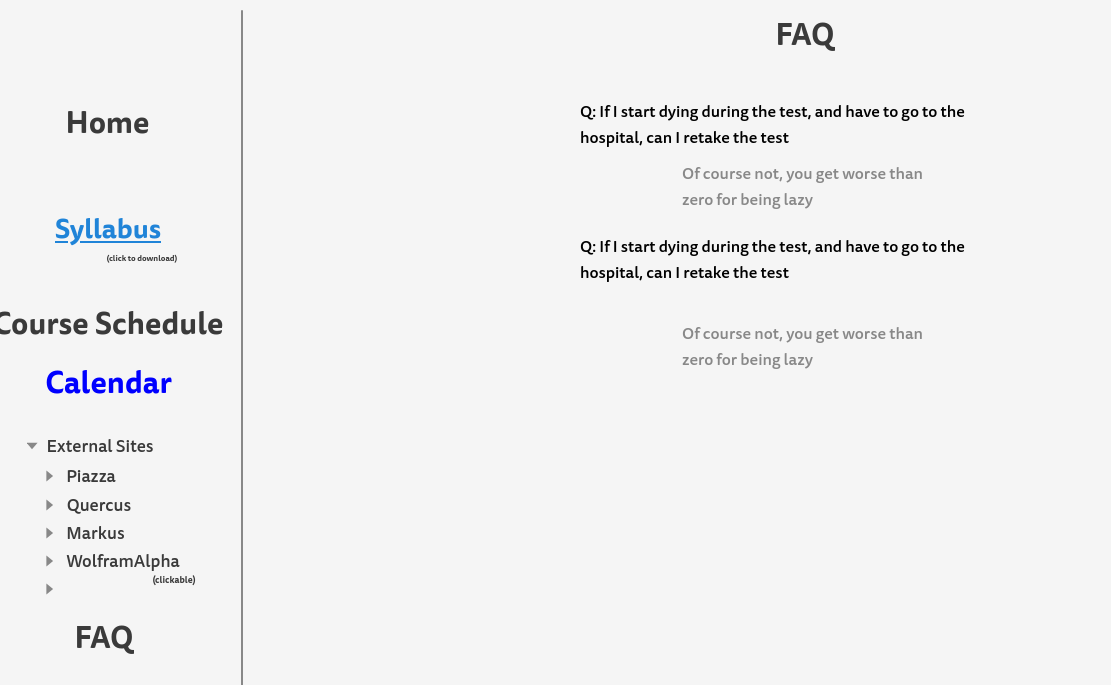 Home
Syllabus
(click to download)
Course Schedule
Calendar
External Sites
Piazza
Quercus
Markus
WolframAlpha
(clickable)
FAQ
FAQ
Q: If I start dying during the test, and have to go to the
hospital, can I retake the test
Of course not, you get worse than
zero for being lazy
Q: If I start dying during the test, and have to go to the
hospital, can I retake the test
Of course not, you get worse than
zero for being lazy